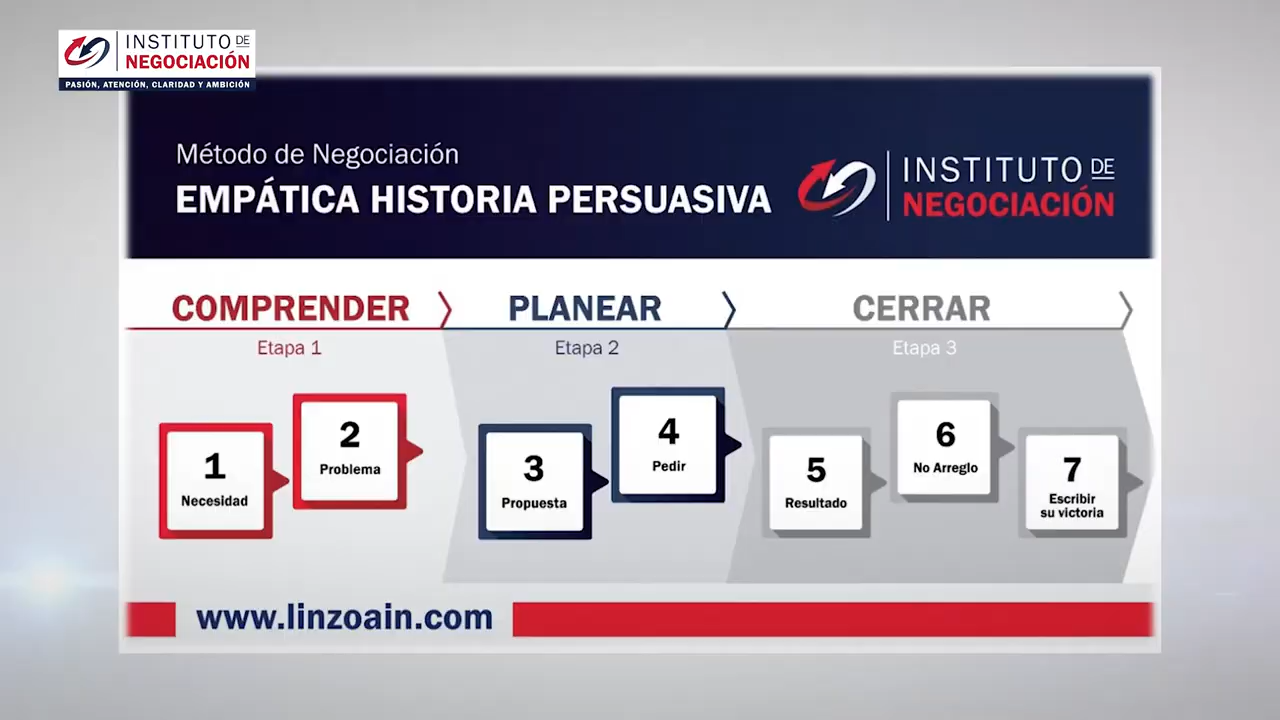 INSTITUTO DE
NEGOCIACIÓN
PASIÓN, ATENCIÓN, CLARIDAD Y AMBICIÓN
Método de Negociación
EMPÁTICA HISTORIA PERSUASIVA
INSTITUTO DE
NEGOCIACIÓN
COMPRENDER
PLANEAR
CERRAR
Etapa 1
Etapa 2
Etapa 3
1
Necesidad
2
Problema
3
Propuesta
4
Pedir
5
Resultado
6
No Arreglo
7
Escribir
su victoria
www.linzoain.com